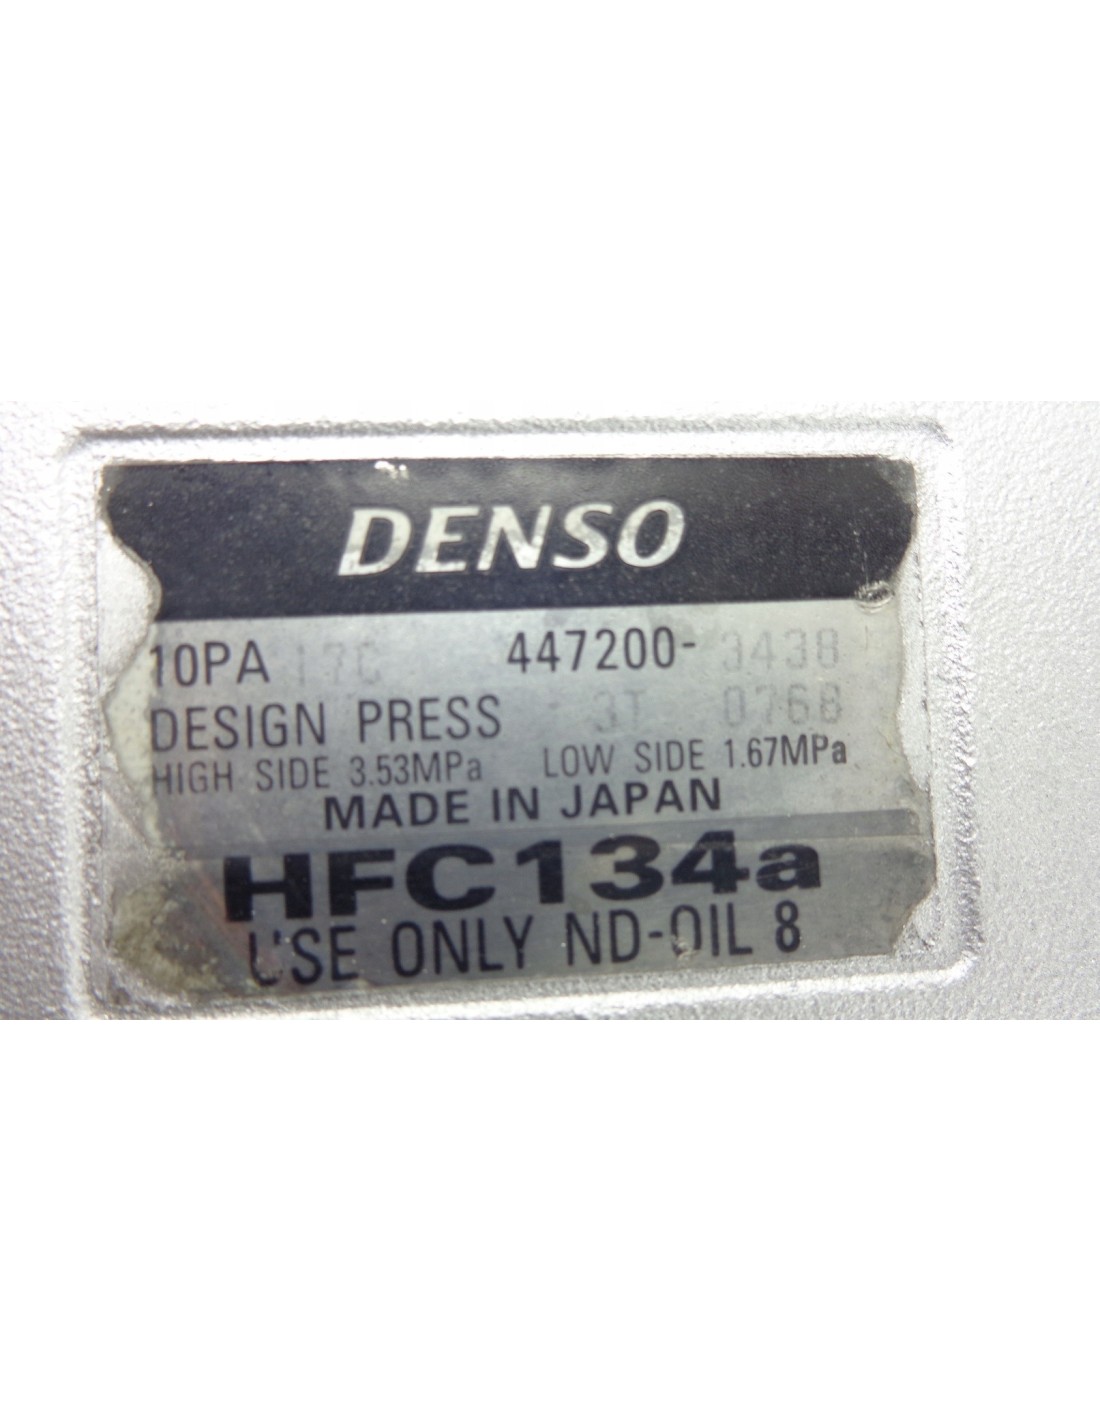 DENSO
10PA 17C 447200-3438
DESIGN PRESS 3T 0768
HIGH SIDE 3.53MPa LOW SIDE 1.67MPa
MADE IN JAPAN
HFC134a
USE ONLY ND-OIL 8